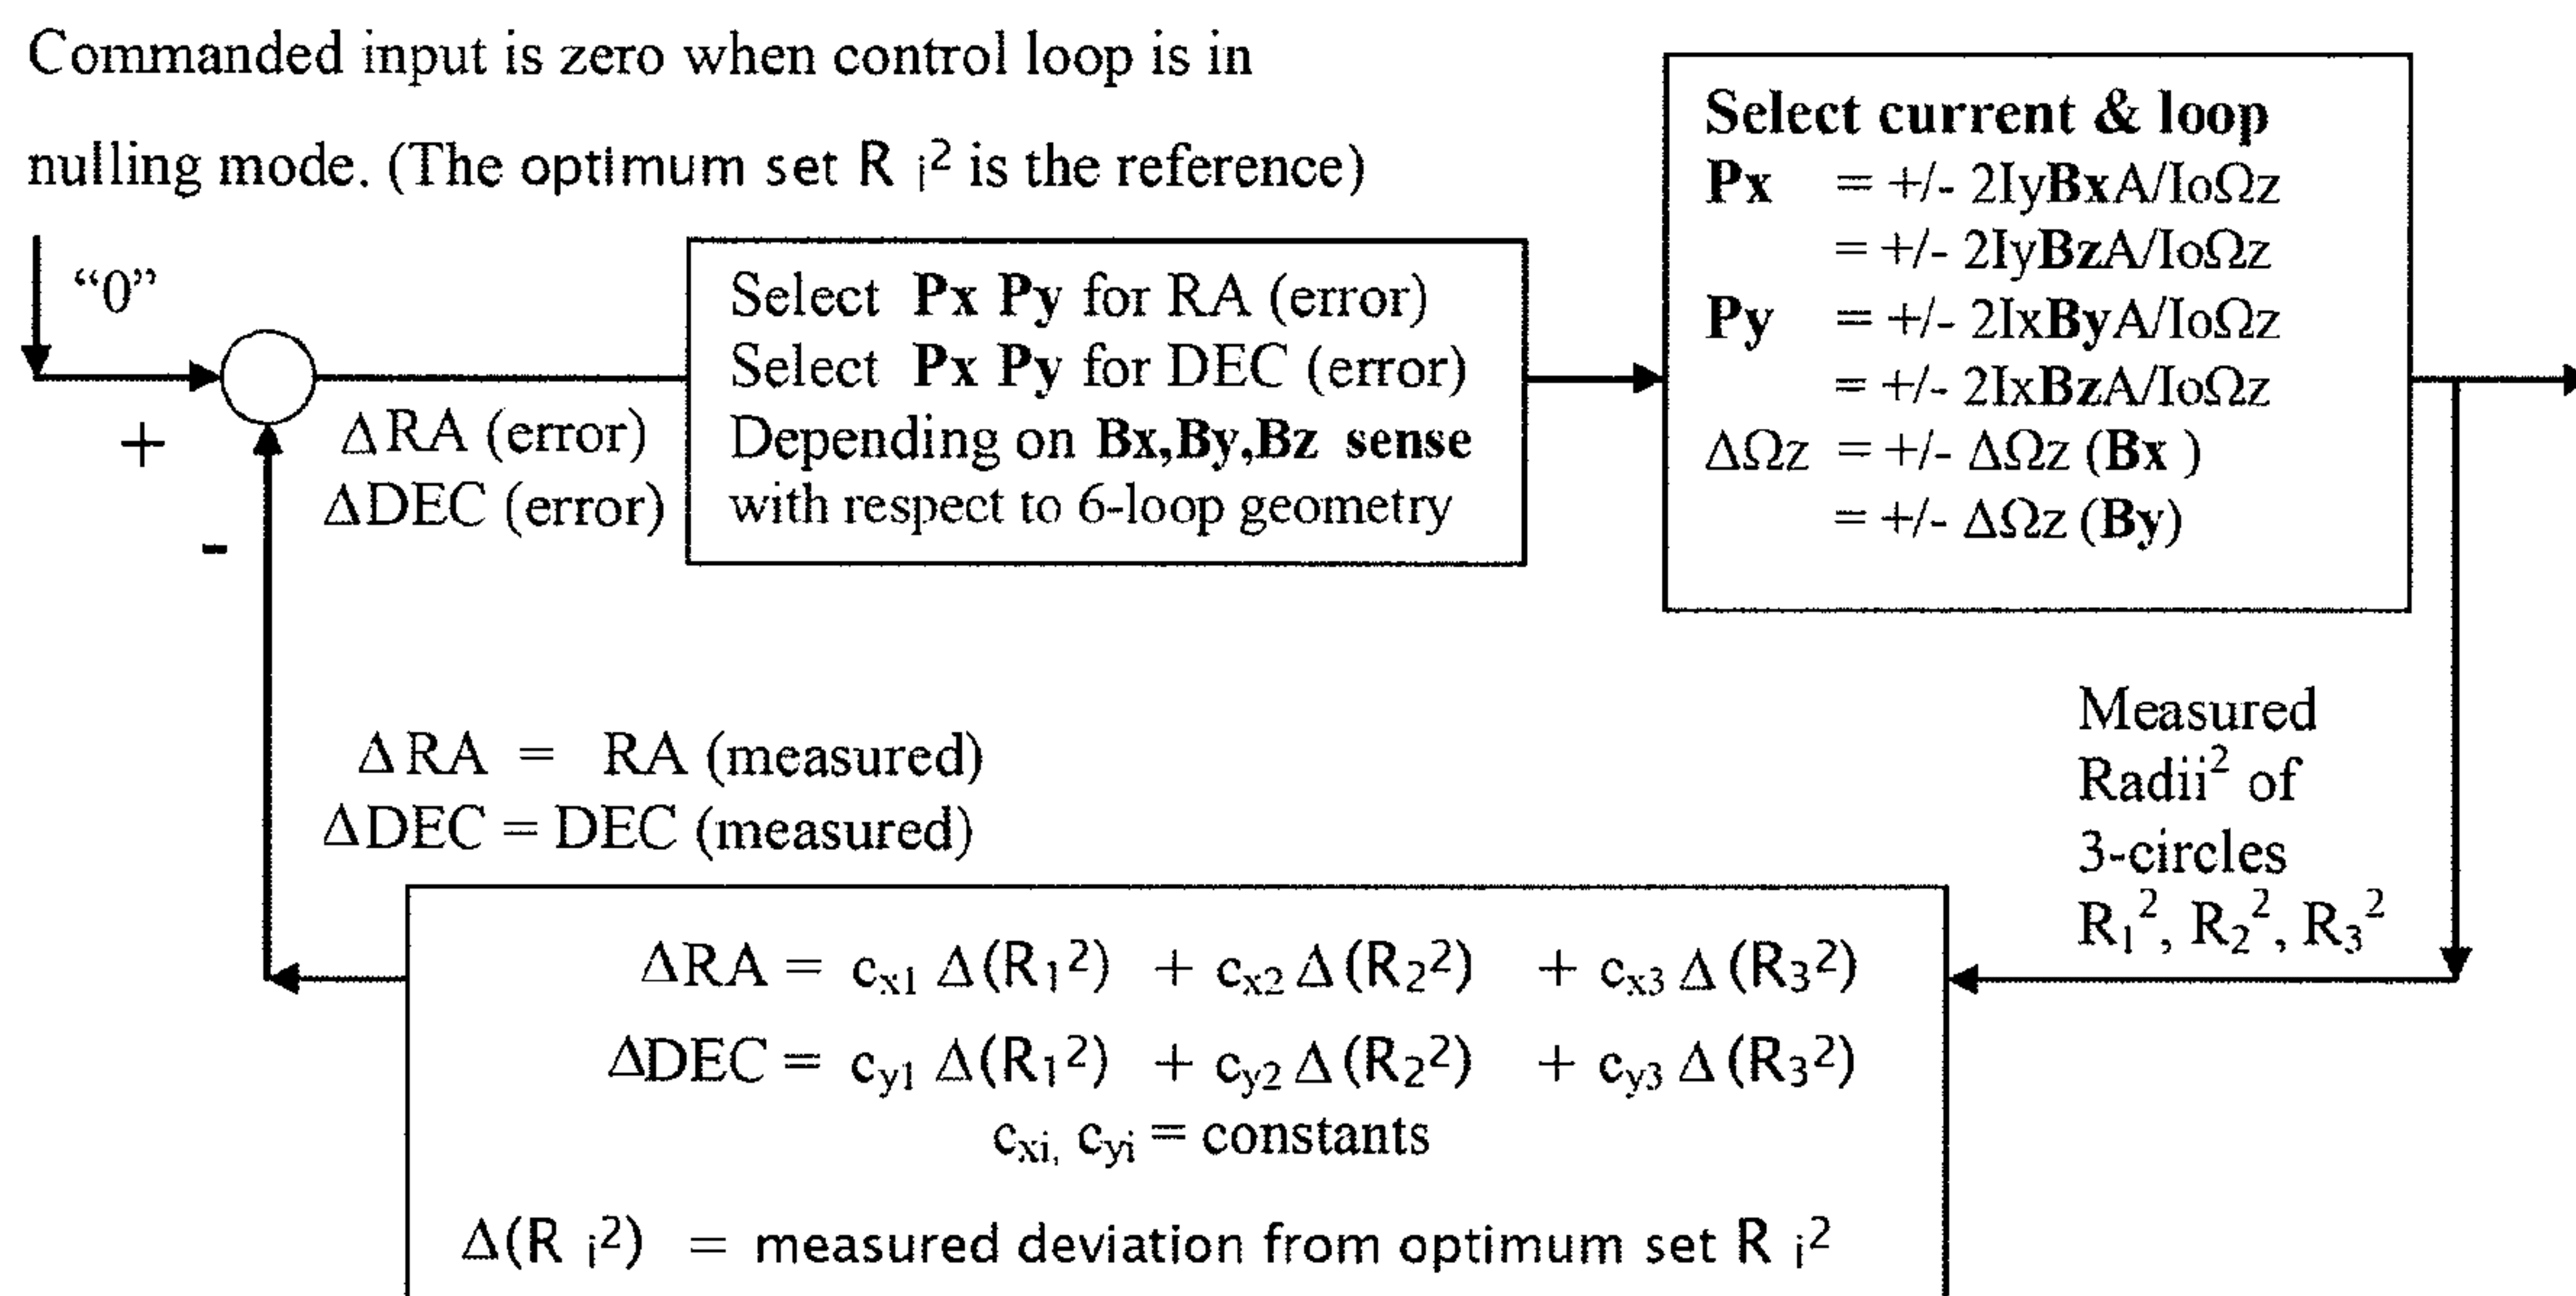 Commanded input is zero when control loop is in
nulling mode. (The optimum set R i² is the reference)
"0"
+
-
ΔRA (error)
ΔDEC (error)
Select Px Py for RA (error)
Select Px Py for DEC (error)
Depending on Bx,By,Bz sense
with respect to 6-loop geometry
Select current & loop
Px = +/- 2IyBxA/IoΩz
= +/- 2IyBzA/IoΩz
Py = +/- 2IxByA/IoΩz
= +/- 2IxBzA/IoΩz
ΔΩz = +/- ΔΩz (Bx )
= +/- ΔΩz (By)
Measured
Radii² of
3-circles
R₁², R₂², R₃²
ΔRA = RA (measured)
ΔDEC = DEC (measured)
ΔRA = cₓ₁ Δ(R₁²) + cₓ₂ Δ(R₂²) + cₓ₃ Δ(R₃²)
ΔDEC = c_y1 Δ(R₁²) + c_y2 Δ(R₂²) + c_y3 Δ(R₃²)
c_xi, c_yi = constants
Δ(R i²) = measured deviation from optimum set R i²